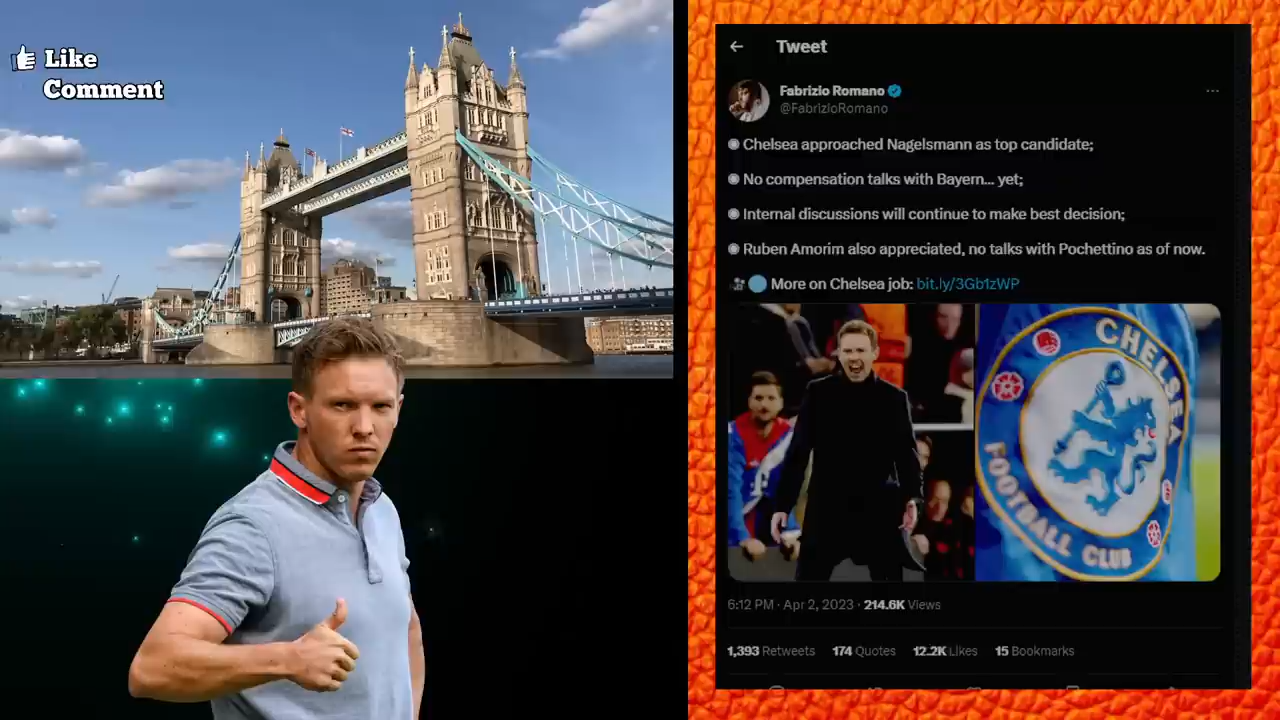 Like
Comment
Tweet
Fabrizio Romano
@FabrizioRomano
Chelsea approached Nagelsmann as top candidate;
No compensation talks with Bayern... yet;
Internal discussions will continue to make best decision;
Ruben Amorim also appreciated, no talks with Pochettino as of now.
More on Chelsea job: bit.ly/3Gb1zWP
CHELSEA
FOOTBALL CLUB
6:12 PM · Apr 2, 2023 · 214.6K Views
1,393 Retweets 174 Quotes 12.2K Likes 15 Bookmarks